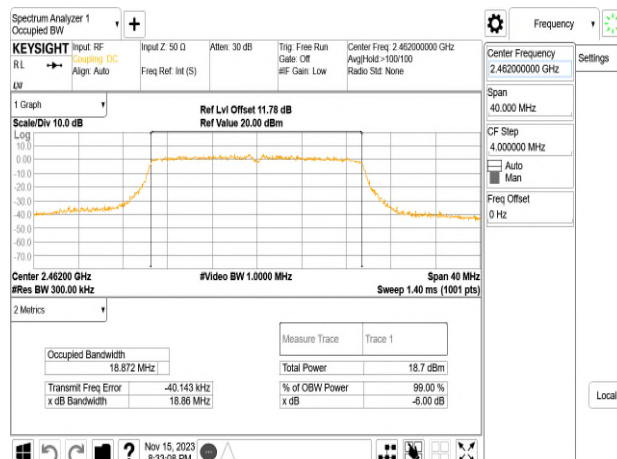 Spectrum Analyzer 1
Occupied BW
KEYSIGHT Input: RF Input Z: 50 Ω Atten: 30 dB Trig: Free Run Center Freq: 2.462000000 GHz
RL Coupling: DC Gate: Off Avg|Hold:>100/100
Align: Auto Freq Ref: Int (S) #IF Gain: Low Radio Std: None
LXI
1 Graph
Ref Lvl Offset 11.78 dB
Scale/Div 10.0 dB Ref Value 20.00 dBm
Log
10.0
0.00
-10.0
-20.0
-30.0
-40.0
-50.0
-60.0
-70.0
Center 2.46200 GHz #Video BW 1.0000 MHz Span 40 MHz
#Res BW 300.00 kHz Sweep 1.40 ms (1001 pts)
2 Metrics
Measure Trace Trace 1
Occupied Bandwidth
18.872 MHz Total Power 18.7 dBm
Transmit Freq Error -40.143 kHz % of OBW Power 99.00 %
x dB Bandwidth 18.86 MHz x dB -6.00 dB
Nov 15, 2023
8:33:08 PM
Frequency
Center Frequency
2.462000000 GHz
Settings
Span
40.000 MHz
CF Step
4.000000 MHz
Auto
Man
Freq Offset
0 Hz
Local